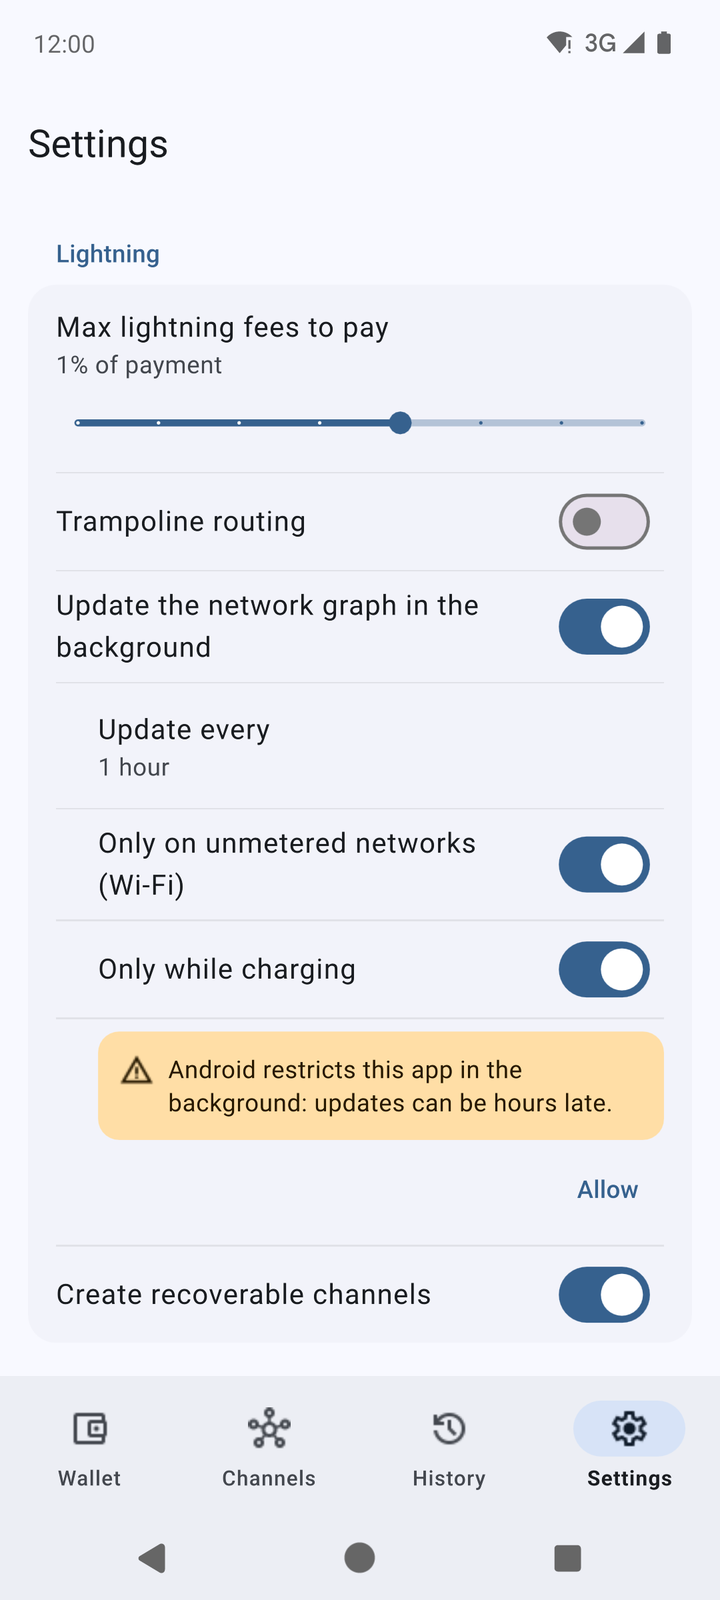 12:00
3G
Settings
Lightning
Max lightning fees to pay
1% of payment
Trampoline routing
Update the network graph in the
background
Update every
1 hour
Only on unmetered networks
(Wi-Fi)
Only while charging
Android restricts this app in the
background: updates can be hours late.
Allow
Create recoverable channels
Wallet
Channels
History
Settings